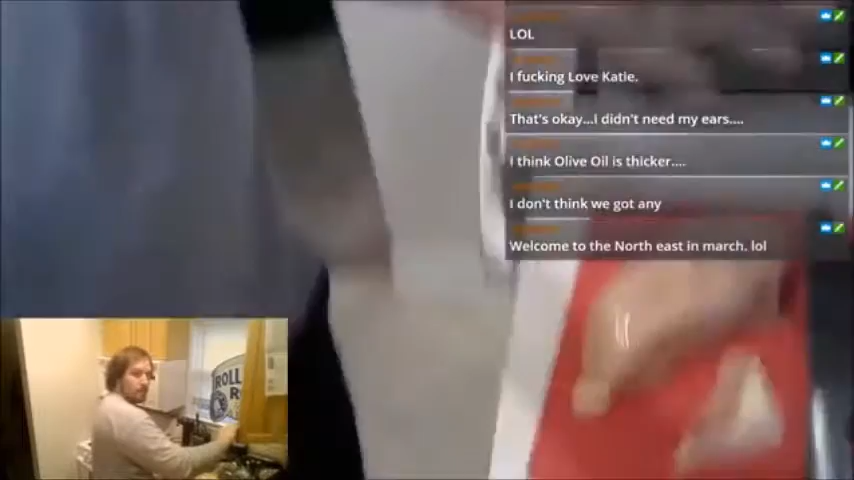 LOL
I fucking Love Katie.
That's okay...I didn't need my ears....
I think Olive Oil is thicker....
I don't think we got any
Welcome to the North east in march. lol
ROLL
R